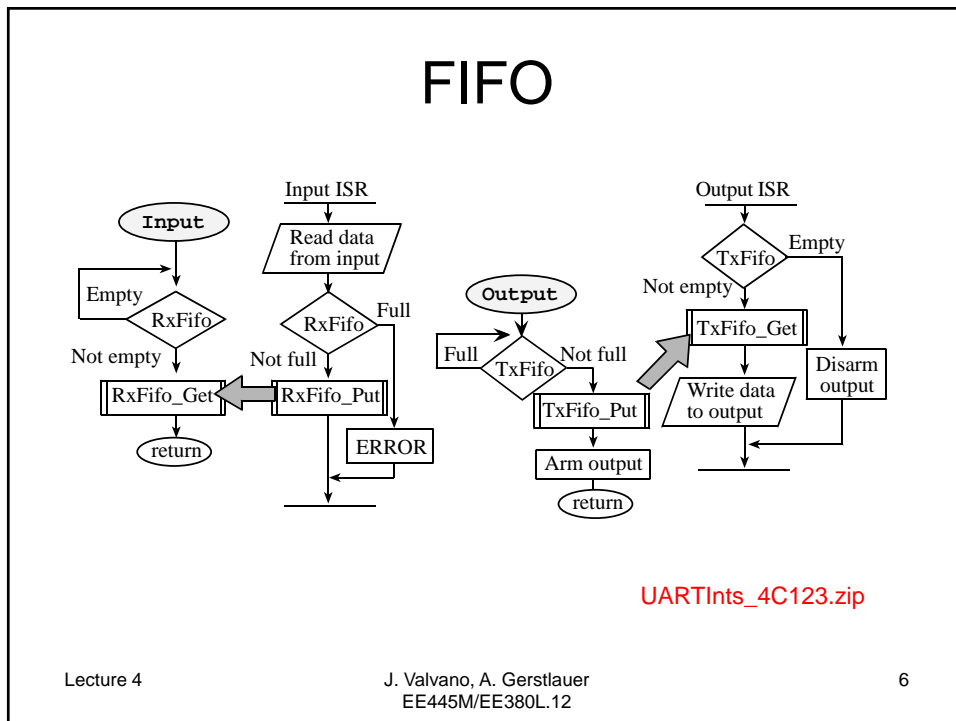 FIFO
Input
Empty
RxFifo
Not empty
RxFifo_Get
return
Input ISR
Read data
from input
RxFifo
Full
Not full
RxFifo_Put
ERROR
Output
Full
TxFifo
Not full
TxFifo_Put
Arm output
return
Output ISR
TxFifo
Empty
Not empty
TxFifo_Get
Write data
to output
Disarm
output
UARTInts_4C123.zip
Lecture 4
J. Valvano, A. Gerstlauer
EE445M/EE380L.12
6